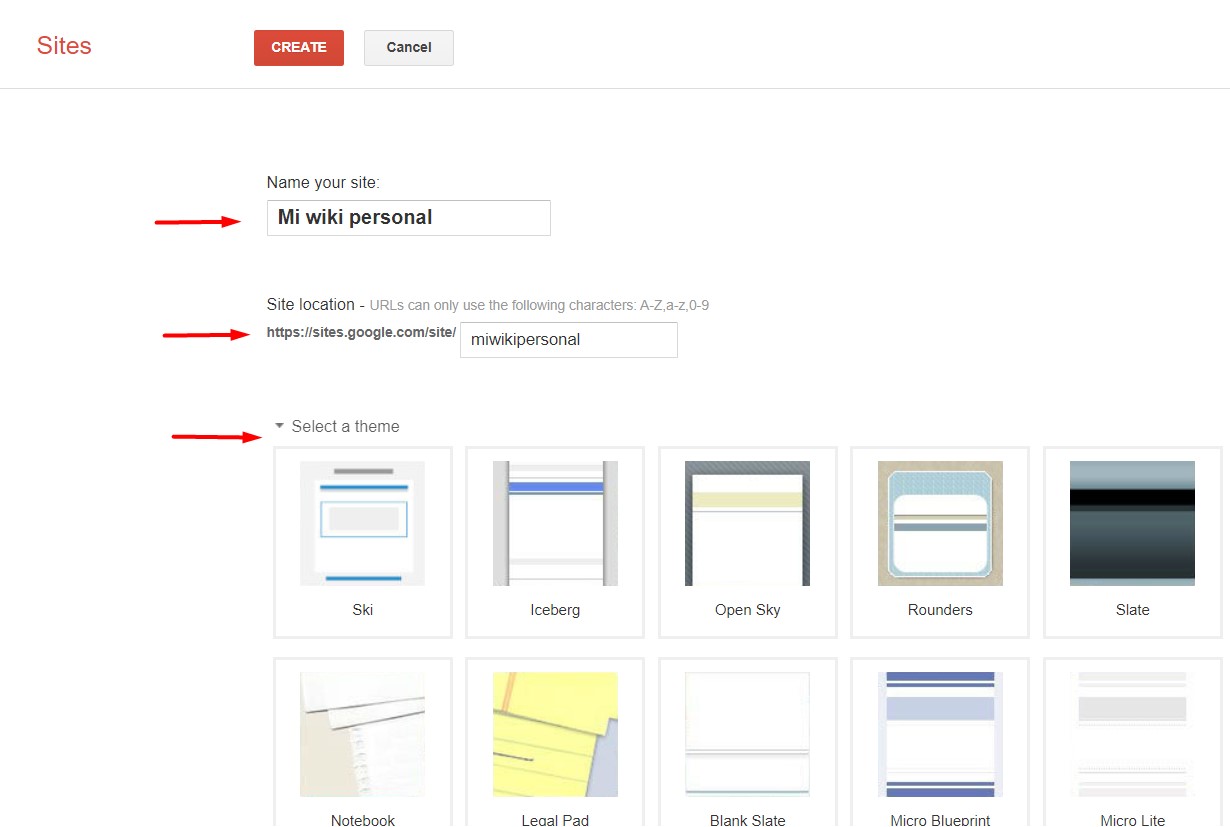 Sites
CREATE
Cancel
Name your site:
Mi wiki personal
Site location - URLs can only use the following characters: A-Z,a-z,0-9
https://sites.google.com/site/ miwikipersonal
Select a theme
Ski Iceberg Open Sky Rounders Slate
Notebook Legal Pad Blank Slate Micro Blueprint Micro Lite